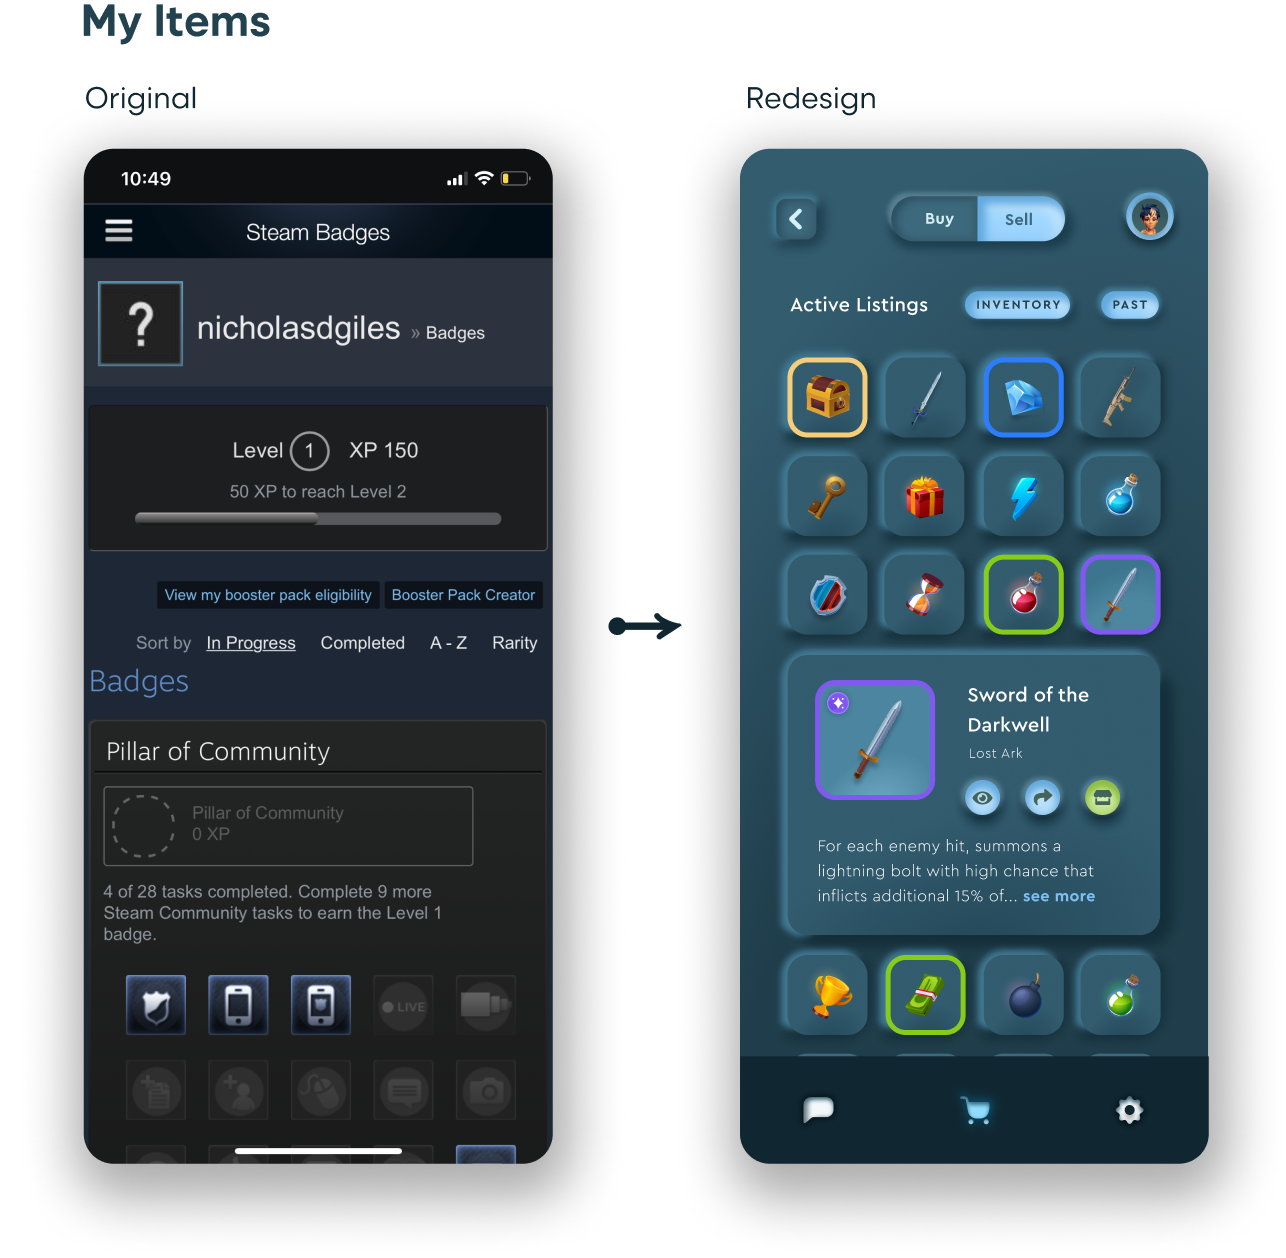 My Items
Original
Redesign
10:49
Steam Badges
?
nicholasdgiles » Badges
Level 1 XP 150
50 XP to reach Level 2
View my booster pack eligibility
Booster Pack Creator
Sort by In Progress Completed A - Z Rarity
Badges
Pillar of Community
Pillar of Community
0 XP
4 of 28 tasks completed. Complete 9 more
Steam Community tasks to earn the Level 1
badge.
LIVE
Buy
Sell
Active Listings
INVENTORY
PAST
Sword of the
Darkwell
Lost Ark
For each enemy hit, summons a
lightning bolt with high chance that
inflicts additional 15% of... see more